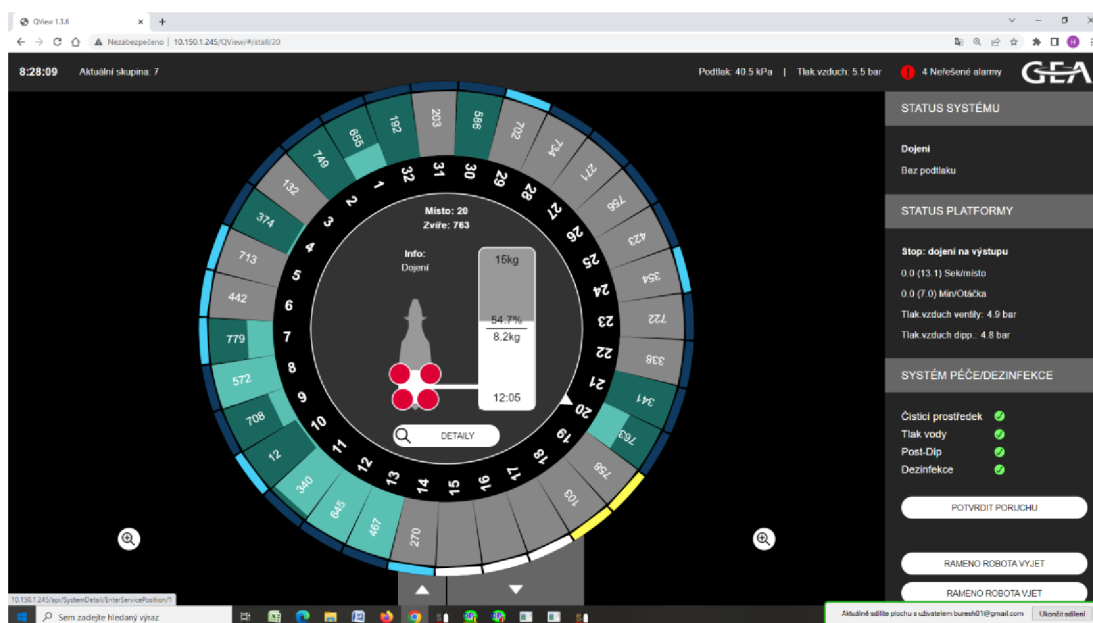 QView 1.3.6
Nezabezpečeno | 10.150.1.245/QView/#/stall/20
8:28:09 Aktuální skupina: 7
Podtlak: 40.5 kPa | Tlak.vzduch: 5.5 bar
4 Neřešené alarmy
GEA
STATUS SYSTÉMU
Dojení
Bez podtlaku
STATUS PLATFORMY
Stop: dojení na výstupu
0.0 (13.1) Sek/místo
0.0 (7.0) Min/Otáčka
Tlak.vzduch ventily: 4.9 bar
Tlak.vzduch dipp.: 4.8 bar
SYSTÉM PÉČE/DEZINFEKCE
Čisticí prostředek
Tlak vody
Post-Dip
Dezinfekce
POTVRDIT PORUCHU
RAMENO ROBOTA VYJET
RAMENO ROBOTA VJET
Místo: 20
Zvíře: 763
Info:
Dojení
15kg
54.7%
8.2kg
12:05
DETAILY
655
749
132
374
713
442
779
572
708
12
340
645
467
270
103
758
763
341
338
722
354
423
756
271
734
702
586
203
192
1
2
3
4
5
6
7
8
9
10
11
12
13
14
15
16
17
18
19
20
21
22
23
24
25
26
27
28
29
30
31
32
10.150.1.245/api/SystemDetail/EnterServicePosition/1
Sem zadejte hledaný výraz
Aktuálně sdílíte plochu s uživatelem buresh01@gmail.com
Ukončit sdílení